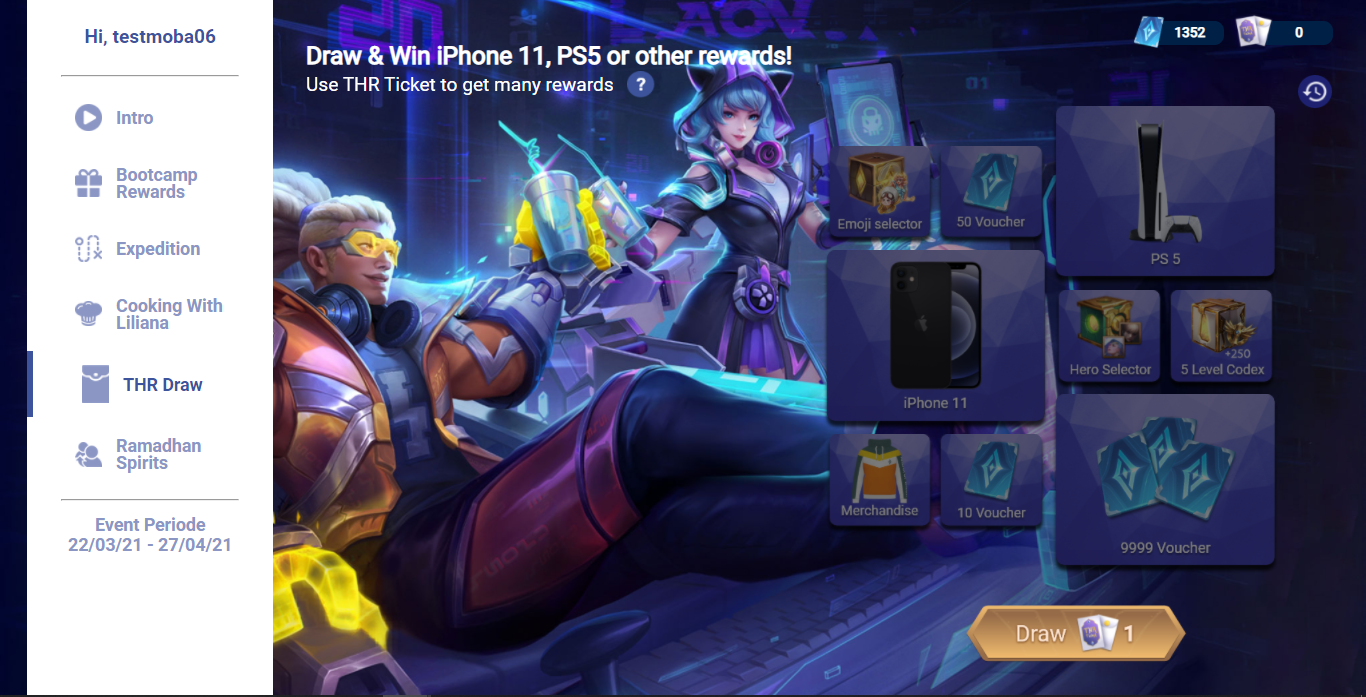 Hi, testmoba06
Intro
Bootcamp
Rewards
Expedition
Cooking With
Liliana
THR Draw
Ramadhan
Spirits
Event Periode
22/03/21 - 27/04/21
1352
0
Draw & Win iPhone 11, PS5 or other rewards!
Use THR Ticket to get many rewards ?
Emoji selector
50 Voucher
PS 5
iPhone 11
Hero Selector
+250
5 Level Codex
Merchandise
10 Voucher
9999 Voucher
Draw 1